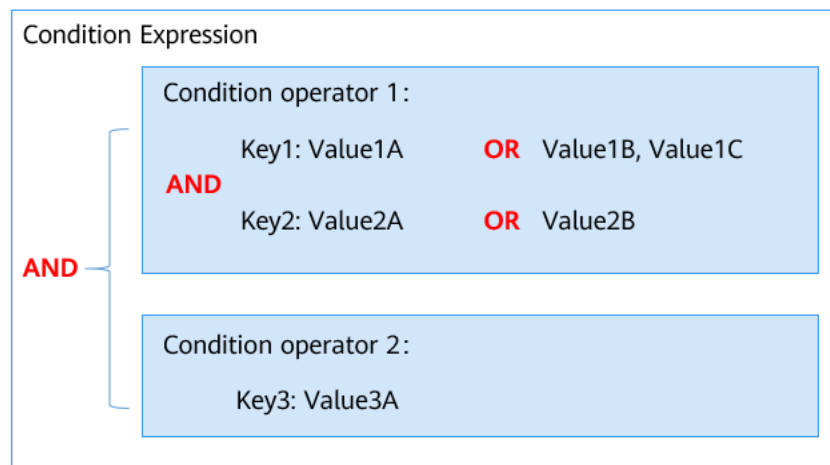 Condition Expression
Condition operator 1:
Key1: Value1A OR Value1B, Value1C
AND
Key2: Value2A OR Value2B
AND
Condition operator 2:
Key3: Value3A